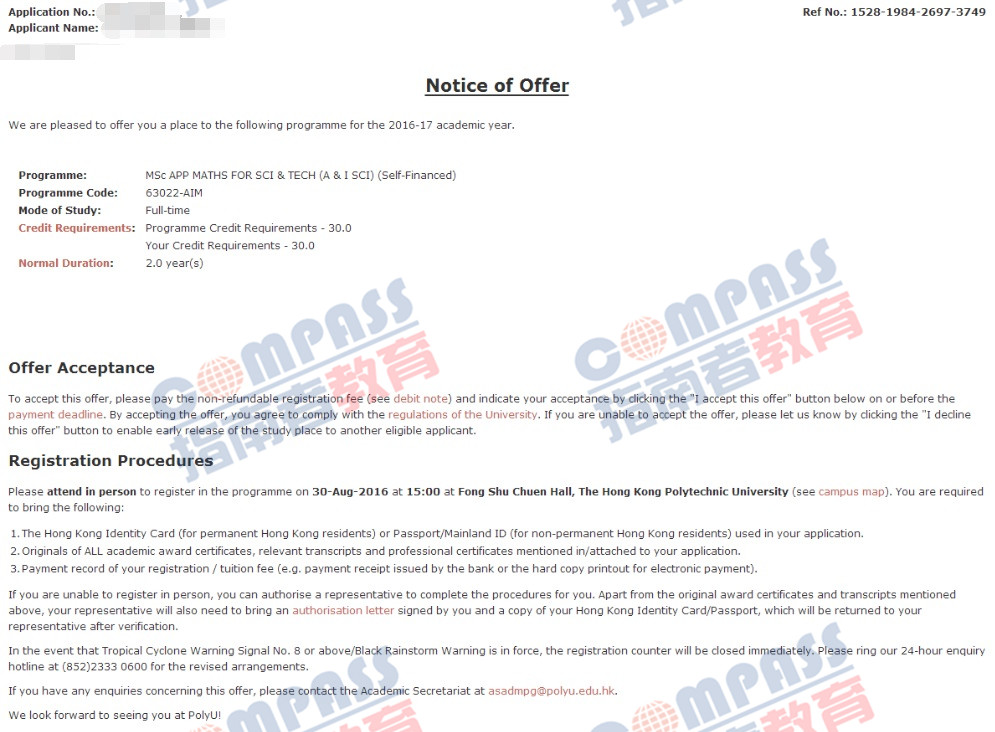 Application No.:
Ref No.: 1528-1984-2697-3749
Applicant Name:
Notice of Offer
We are pleased to offer you a place to the following programme for the 2016-17 academic year.
Programme: MSc APP MATHS FOR SCI & TECH (A & I SCI) (Self-Financed)
Programme Code: 63022-AIM
Mode of Study: Full-time
Credit Requirements: Programme Credit Requirements - 30.0
Your Credit Requirements - 30.0
Normal Duration: 2.0 year(s)
COMPASS
指南者教育
COMPASS
指南者教育
Offer Acceptance
To accept this offer, please pay the non-refundable registration fee (see debit note) and indicate your acceptance by clicking the "I accept this offer" button below on or before the
payment deadline. By accepting the offer, you agree to comply with the regulations of the University. If you are unable to accept the offer, please let us know by clicking the "I decline
this offer" button to enable early release of the study place to another eligible applicant.
Registration Procedures
Please attend in person to register in the programme on 30-Aug-2016 at 15:00 at Fong Shu Chuen Hall, The Hong Kong Polytechnic University (see campus map). You are required
to bring the following:
1. The Hong Kong Identity Card (for permanent Hong Kong residents) or Passport/Mainland ID (for non-permanent Hong Kong residents) used in your application.
2. Originals of ALL academic award certificates, relevant transcripts and professional certificates mentioned in/attached to your application.
3. Payment record of your registration / tuition fee (e.g. payment receipt issued by the bank or the hard copy printout for electronic payment).
If you are unable to register in person, you can authorise a representative to complete the procedures for you. Apart from the original award certificates and transcripts mentioned
above, your representative will also need to bring an authorisation letter signed by you and a copy of your Hong Kong Identity Card/Passport, which will be returned to your
representative after verification.
In the event that Tropical Cyclone Warning Signal No. 8 or above/Black Rainstorm Warning is in force, the registration counter will be closed immediately. Please ring our 24-hour enquiry
hotline at (852)2333 0600 for the revised arrangements.
If you have any enquiries concerning this offer, please contact the Academic Secretariat at asadmpg@polyu.edu.hk.
We look forward to seeing you at PolyU!
COMPASS
COMPASS